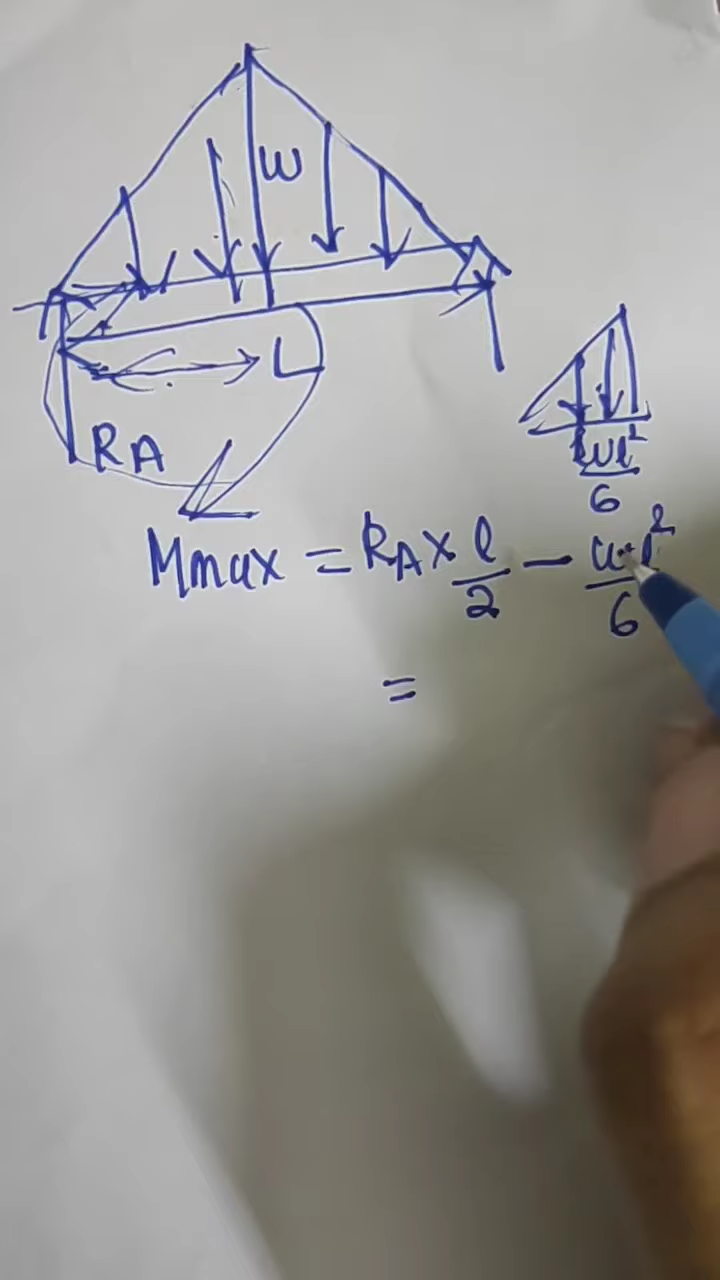 W
L
RA
wl²/6
Mmax = RA × l/2 - wl²/6
=